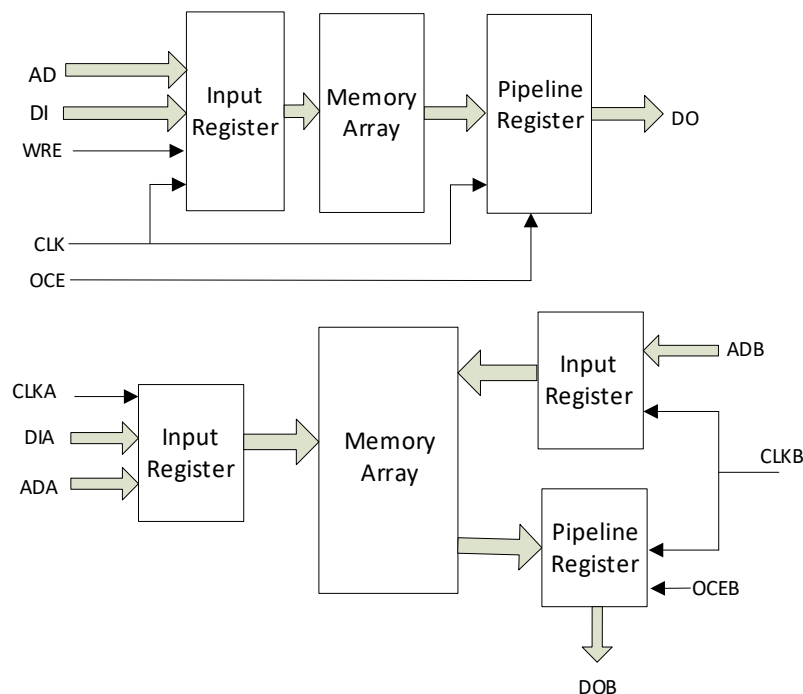 AD
DI
WRE
CLK
OCE
Input
Register
Memory
Array
Pipeline
Register
DO
CLKA
DIA
ADA
Input
Register
Memory
Array
Input
Register
ADB
CLKB
Pipeline
Register
OCEB
DOB